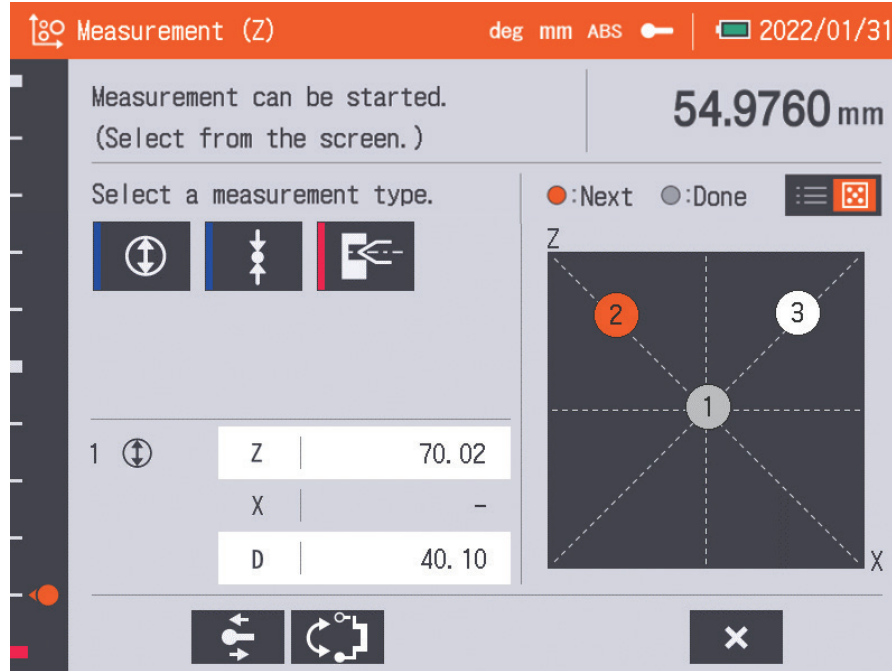 Measurement (Z) deg mm ABS 2022/01/31
Measurement can be started.
(Select from the screen.)
54.9760 mm
Select a measurement type.
:Next :Done
Z
2 3
1
X
1 Z 70.02
X –
D 40.10